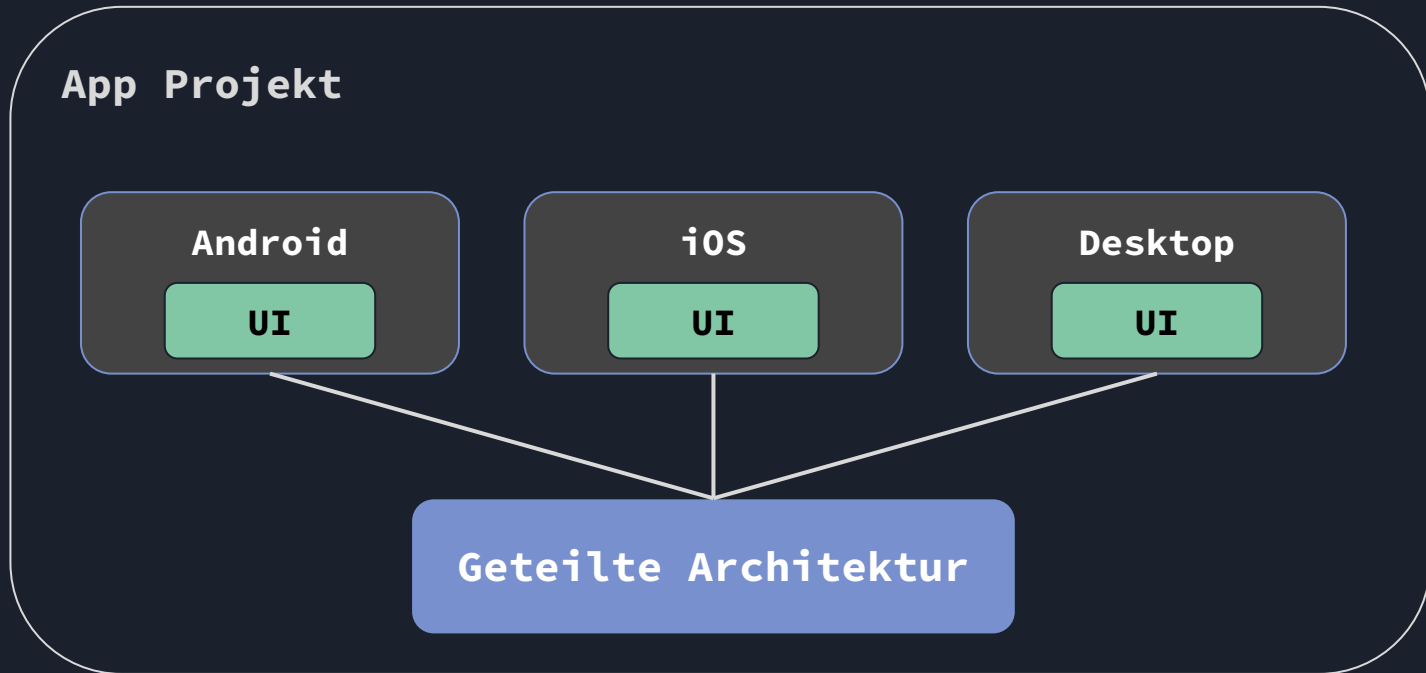 App Projekt
Android
UI
iOS
UI
Desktop
UI
Geteilte Architektur